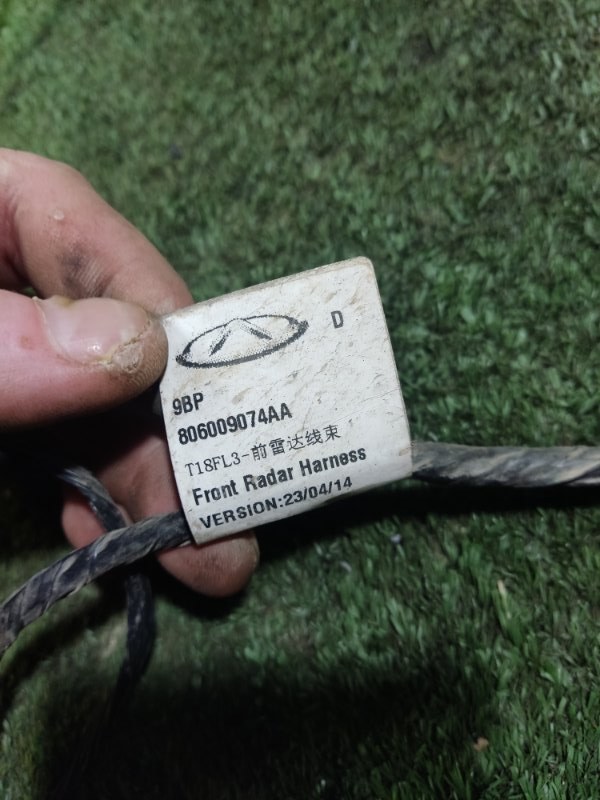 D
9BP
806009074AA
T18FL3-前雷达线束
Front Radar Harness
VERSION:23/04/14